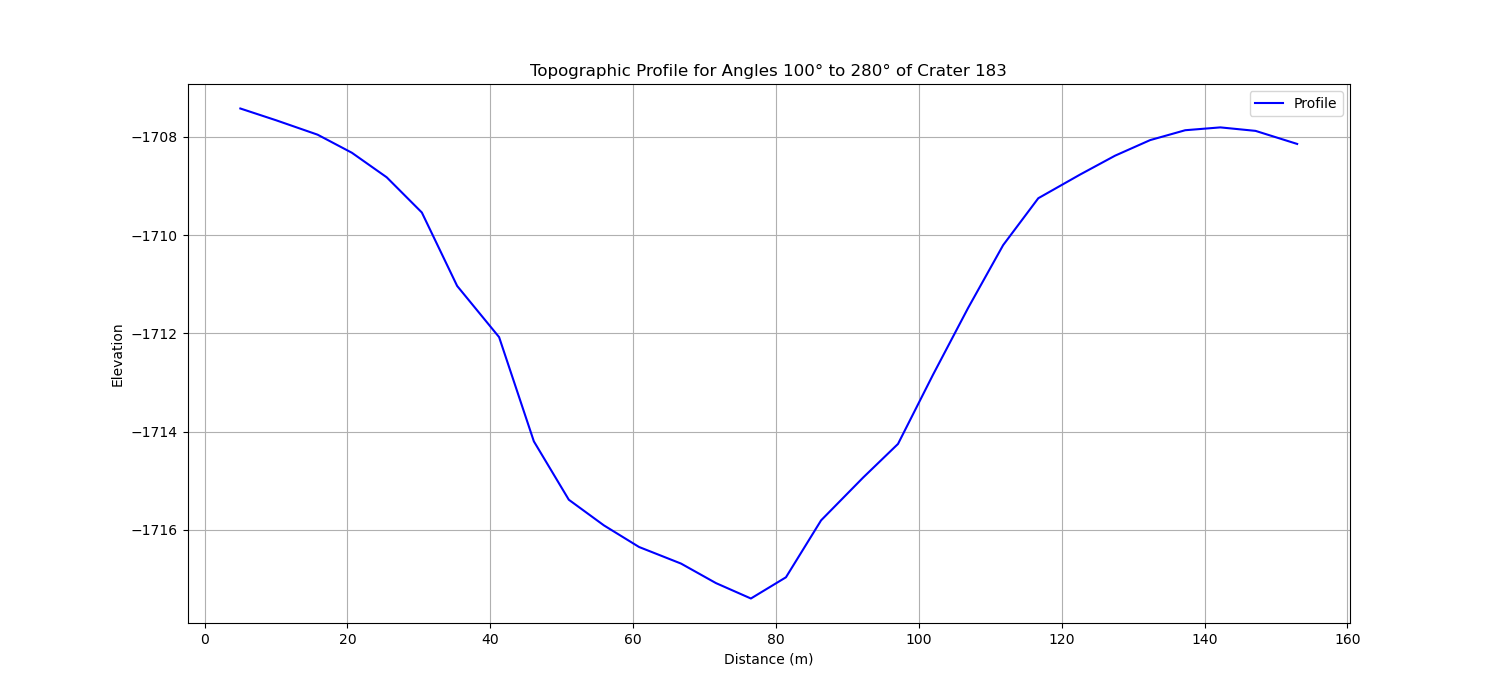 Topographic Profile for Angles 100° to 280° of Crater 183
Profile
−1708
−1710
−1712
−1714
−1716
Elevation
0 20 40 60 80 100 120 140 160
Distance (m)